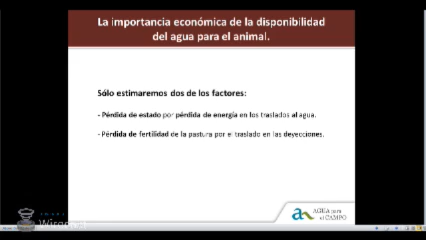 La importancia económica de la disponibilidad
del agua para el animal.
Sólo estimaremos dos de los factores:
- Pérdida de estado por pérdida de energía en los traslados al agua.
- Pérdida de fertilidad de la pastura por el traslado en las deyecciones.
AGUA para
el CAMPO